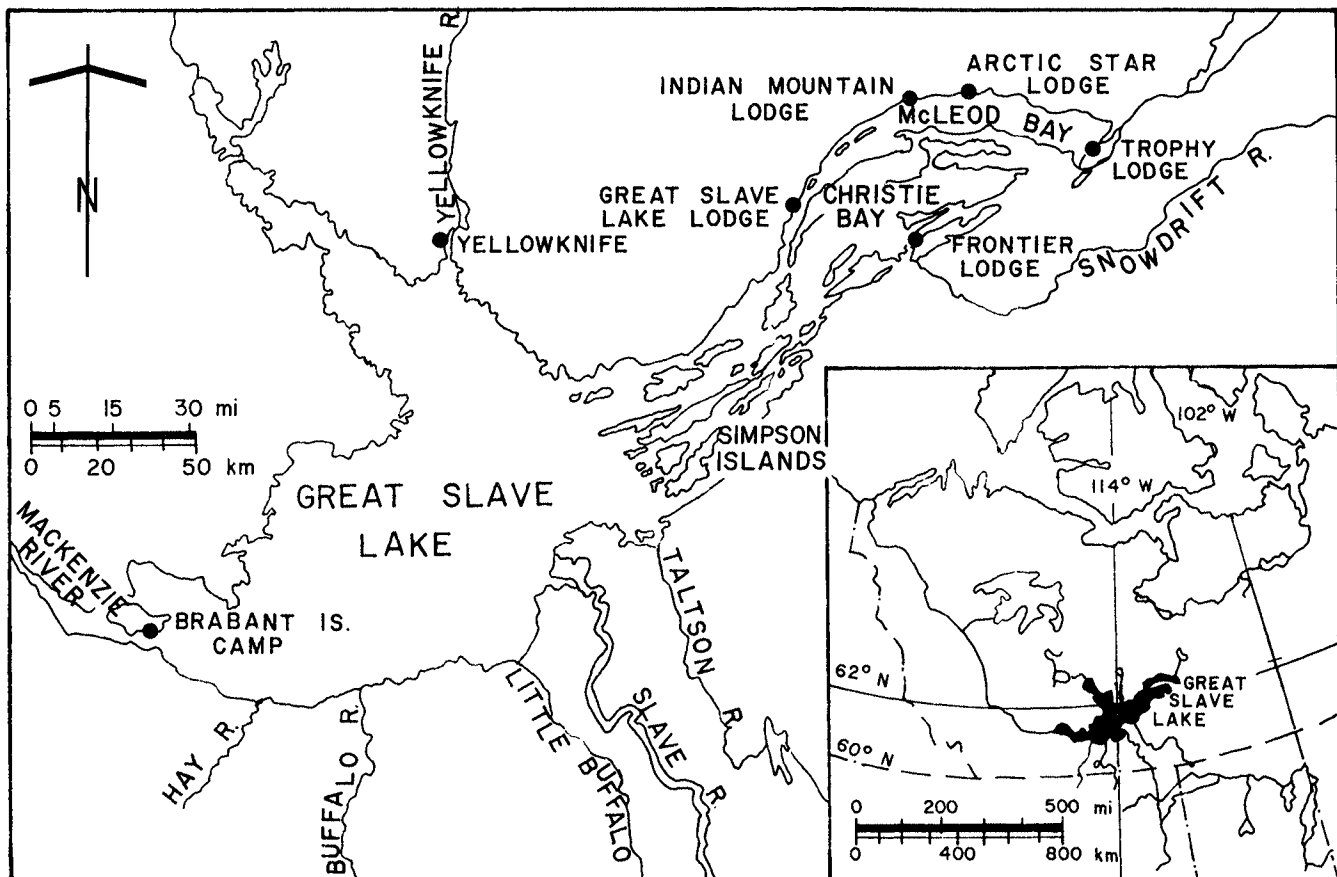 YELLOWKNIFE R.
INDIAN MOUNTAIN
LODGE
ARCTIC STAR
LODGE
McLEOD BAY
TROPHY
LODGE
N
GREAT SLAVE
LAKE LODGE
CHRISTIE
BAY
YELLOWKNIFE
FRONTIER
LODGE
SNOWDRIFT R.
0 5 15 30 mi
0 20 50 km
SIMPSON
ISLANDS
GREAT SLAVE
LAKE
MACKENZIE
RIVER
BRABANT IS.
CAMP
TALTSON R.
HAY R.
BUFFALO R.
LITTLE BUFFALO
SLAVE R.
102° W
114° W
62° N
GREAT
SLAVE
LAKE
60° N
0 200 500 mi
0 400 800 km